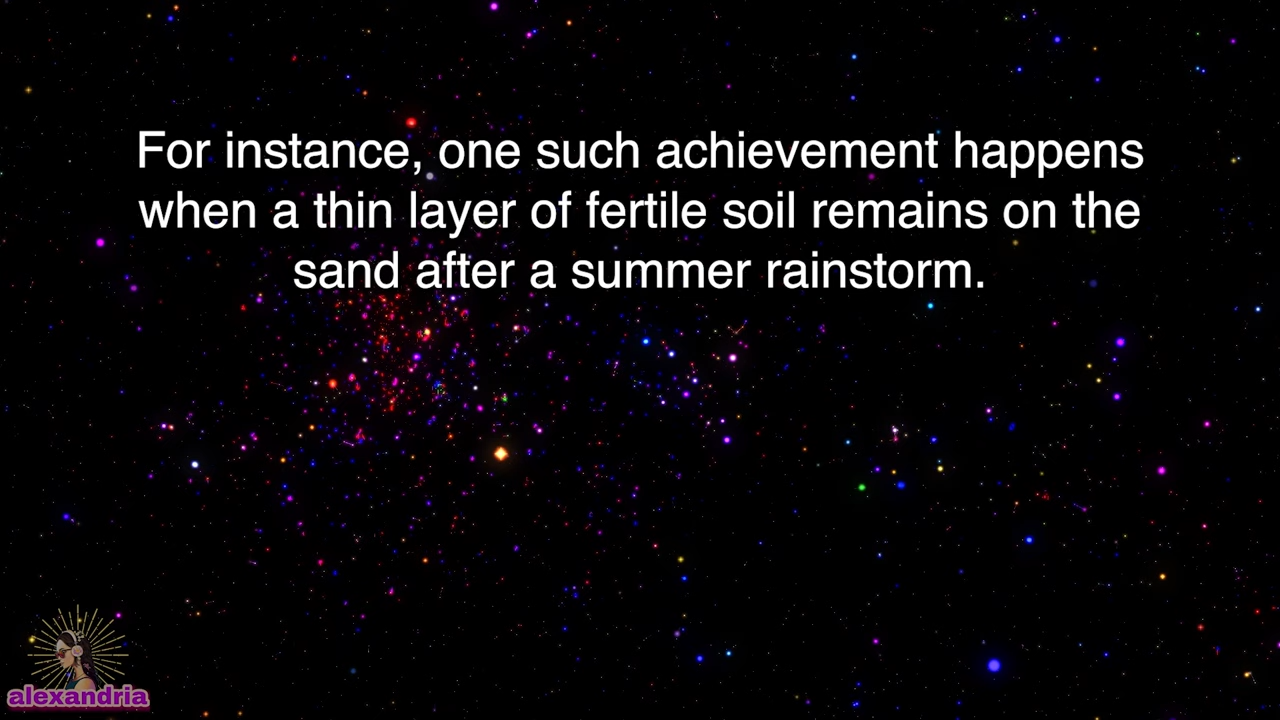 For instance, one such achievement happens
when a thin layer of fertile soil remains on the
sand after a summer rainstorm.
alexandria